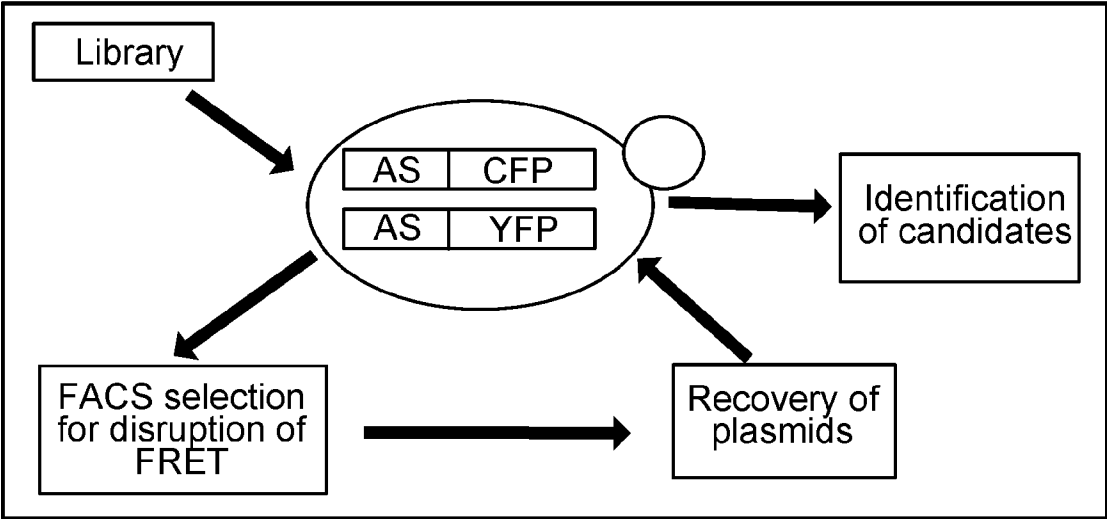 Library
AS CFP
AS YFP
Identification
of candidates
FACS selection
for disruption of
FRET
Recovery of
plasmids